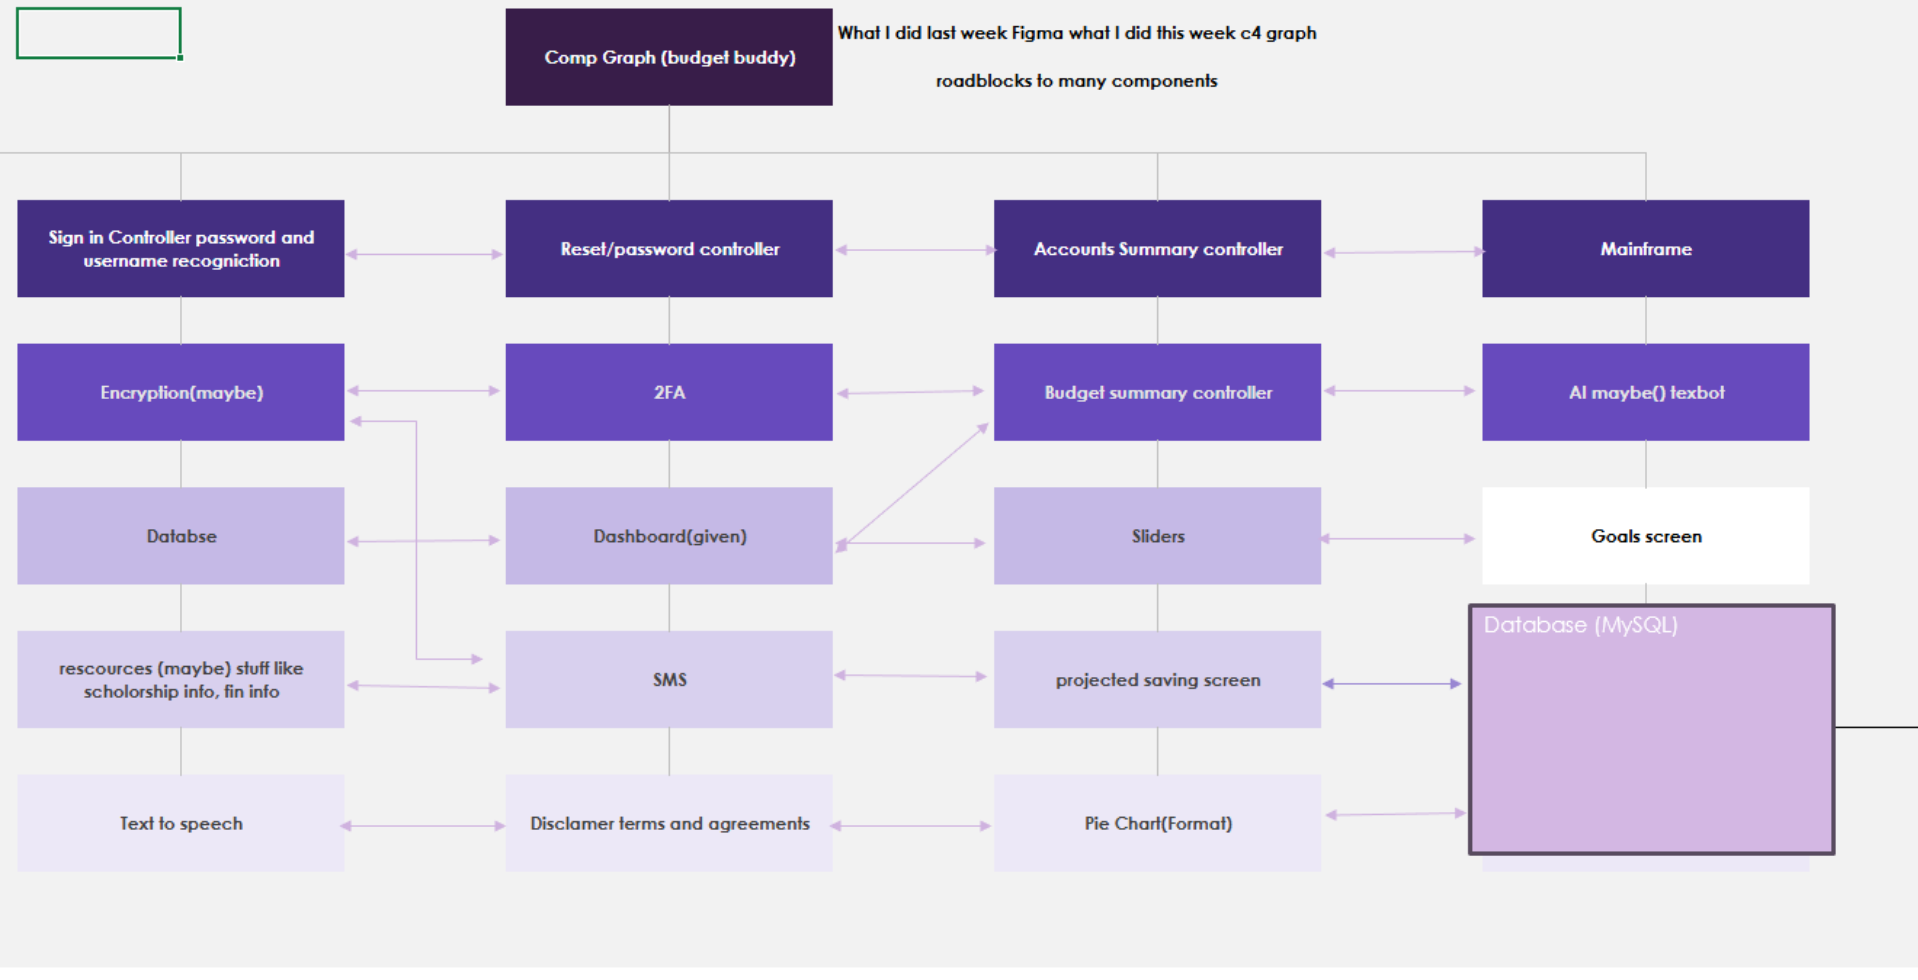 Comp Graph (budget buddy)
What I did last week Figma what I did this week c4 graph
roadblocks to many components
Sign in Controller password and
username recogniction
Reset/password controller
Accounts Summary controller
Mainframe
Encryption(maybe)
2FA
Budget summary controller
AI maybe() texbot
Databse
Dashboard(given)
Sliders
Goals screen
rescources (maybe) stuff like
scholorship info, fin info
SMS
projected saving screen
Database (MySQL)
Text to speech
Disclamer terms and agreements
Pie Chart(Format)